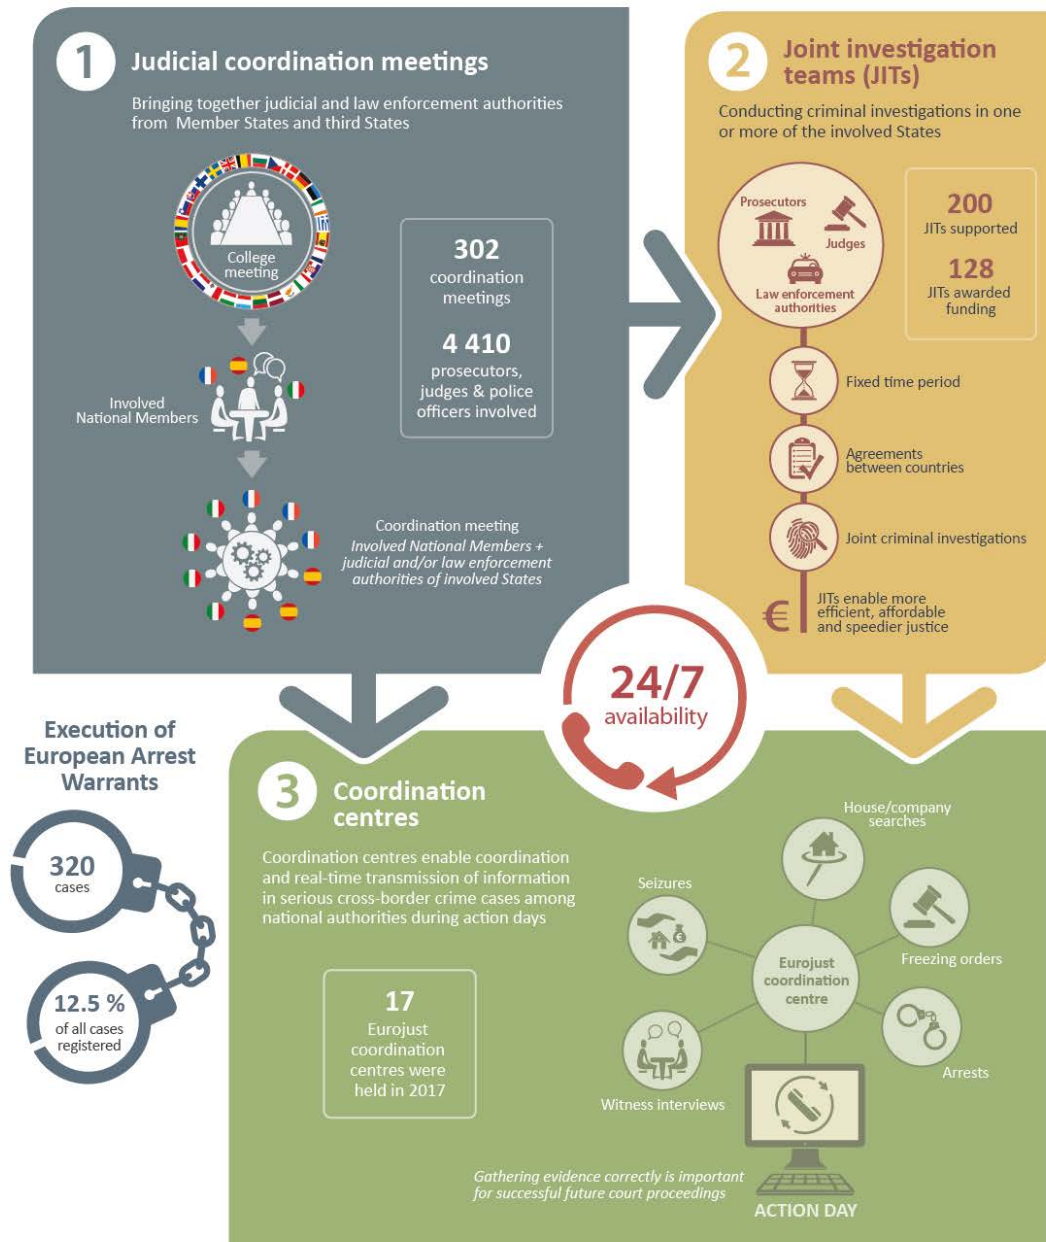 1
Judicial coordination meetings
Bringing together judicial and law enforcement authorities
from Member States and third States
College
meeting
302
coordination
meetings
4 410
prosecutors,
judges & police
officers involved
Involved
National Members
Coordination meeting
Involved National Members +
judicial and/or law enforcement
authorities of involved States
2
Joint investigation
teams (JITs)
Conducting criminal investigations in one
or more of the involved States
Prosecutors
Judges
Law enforcement
authorities
200
JITs supported
128
JITs awarded
funding
Fixed time period
Agreements
between countries
Joint criminal investigations
€
JITs enable more
efficient, affordable
and speedier justice
24/7
availability
Execution of
European Arrest
Warrants
320
cases
12.5 %
of all cases
registered
3
Coordination
centres
Coordination centres enable coordination
and real-time transmission of information
in serious cross-border crime cases among
national authorities during action days
17
Eurojust
coordination
centres were
held in 2017
House/company
searches
Seizures
€
Freezing orders
Eurojust
coordination
centre
Arrests
Witness interviews
Gathering evidence correctly is important
for successful future court proceedings
ACTION DAY